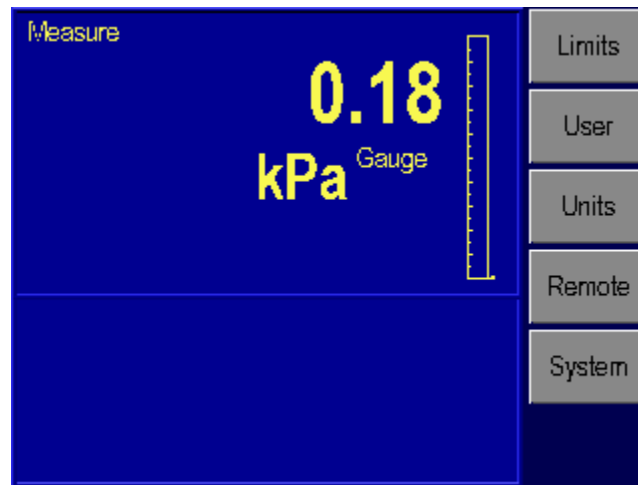 Measure
0.18
kPa Gauge
Limits
User
Units
Remote
System